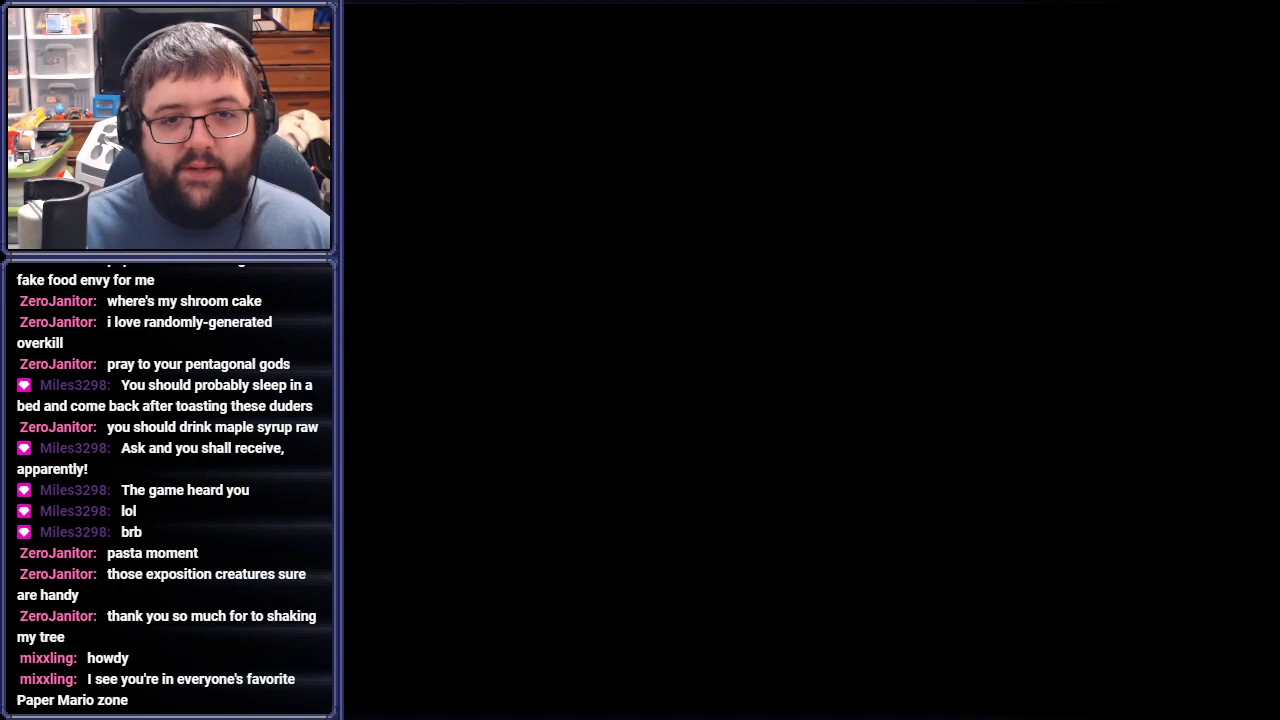 fake food envy for me
ZeroJanitor: where's my shroom cake
ZeroJanitor: i love randomly-generated
overkill
ZeroJanitor: pray to your pentagonal gods
Miles3298: You should probably sleep in a
bed and come back after toasting these duders
ZeroJanitor: you should drink maple syrup raw
Miles3298: Ask and you shall receive,
apparently!
Miles3298: The game heard you
Miles3298: lol
Miles3298: brb
ZeroJanitor: pasta moment
ZeroJanitor: those exposition creatures sure
are handy
ZeroJanitor: thank you so much for to shaking
my tree
mixxling: howdy
mixxling: I see you're in everyone's favorite
Paper Mario zone